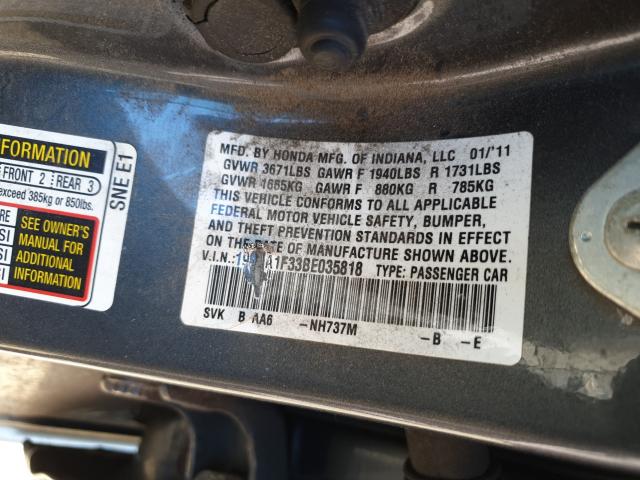 FORMATION
FRONT 2 REAR 3
exceed 385kg or 850lbs.
SEE OWNER'S
MANUAL FOR
ADDITIONAL
INFORMATION
SNE E1
MFD. BY HONDA MFG. OF INDIANA, LLC 01/'11
GVWR 3671LBS GAWR F 1940LBS R 1731LBS
GVWR 1665KG GAWR F 880KG R 785KG
THIS VEHICLE CONFORMS TO ALL APPLICABLE
FEDERAL MOTOR VEHICLE SAFETY, BUMPER,
AND THEFT PREVENTION STANDARDS IN EFFECT
ON THE DATE OF MANUFACTURE SHOWN ABOVE.
V.I.N.: A1F33BE035818 TYPE: PASSENGER CAR
SVK B AA6 -NH737M -B -E